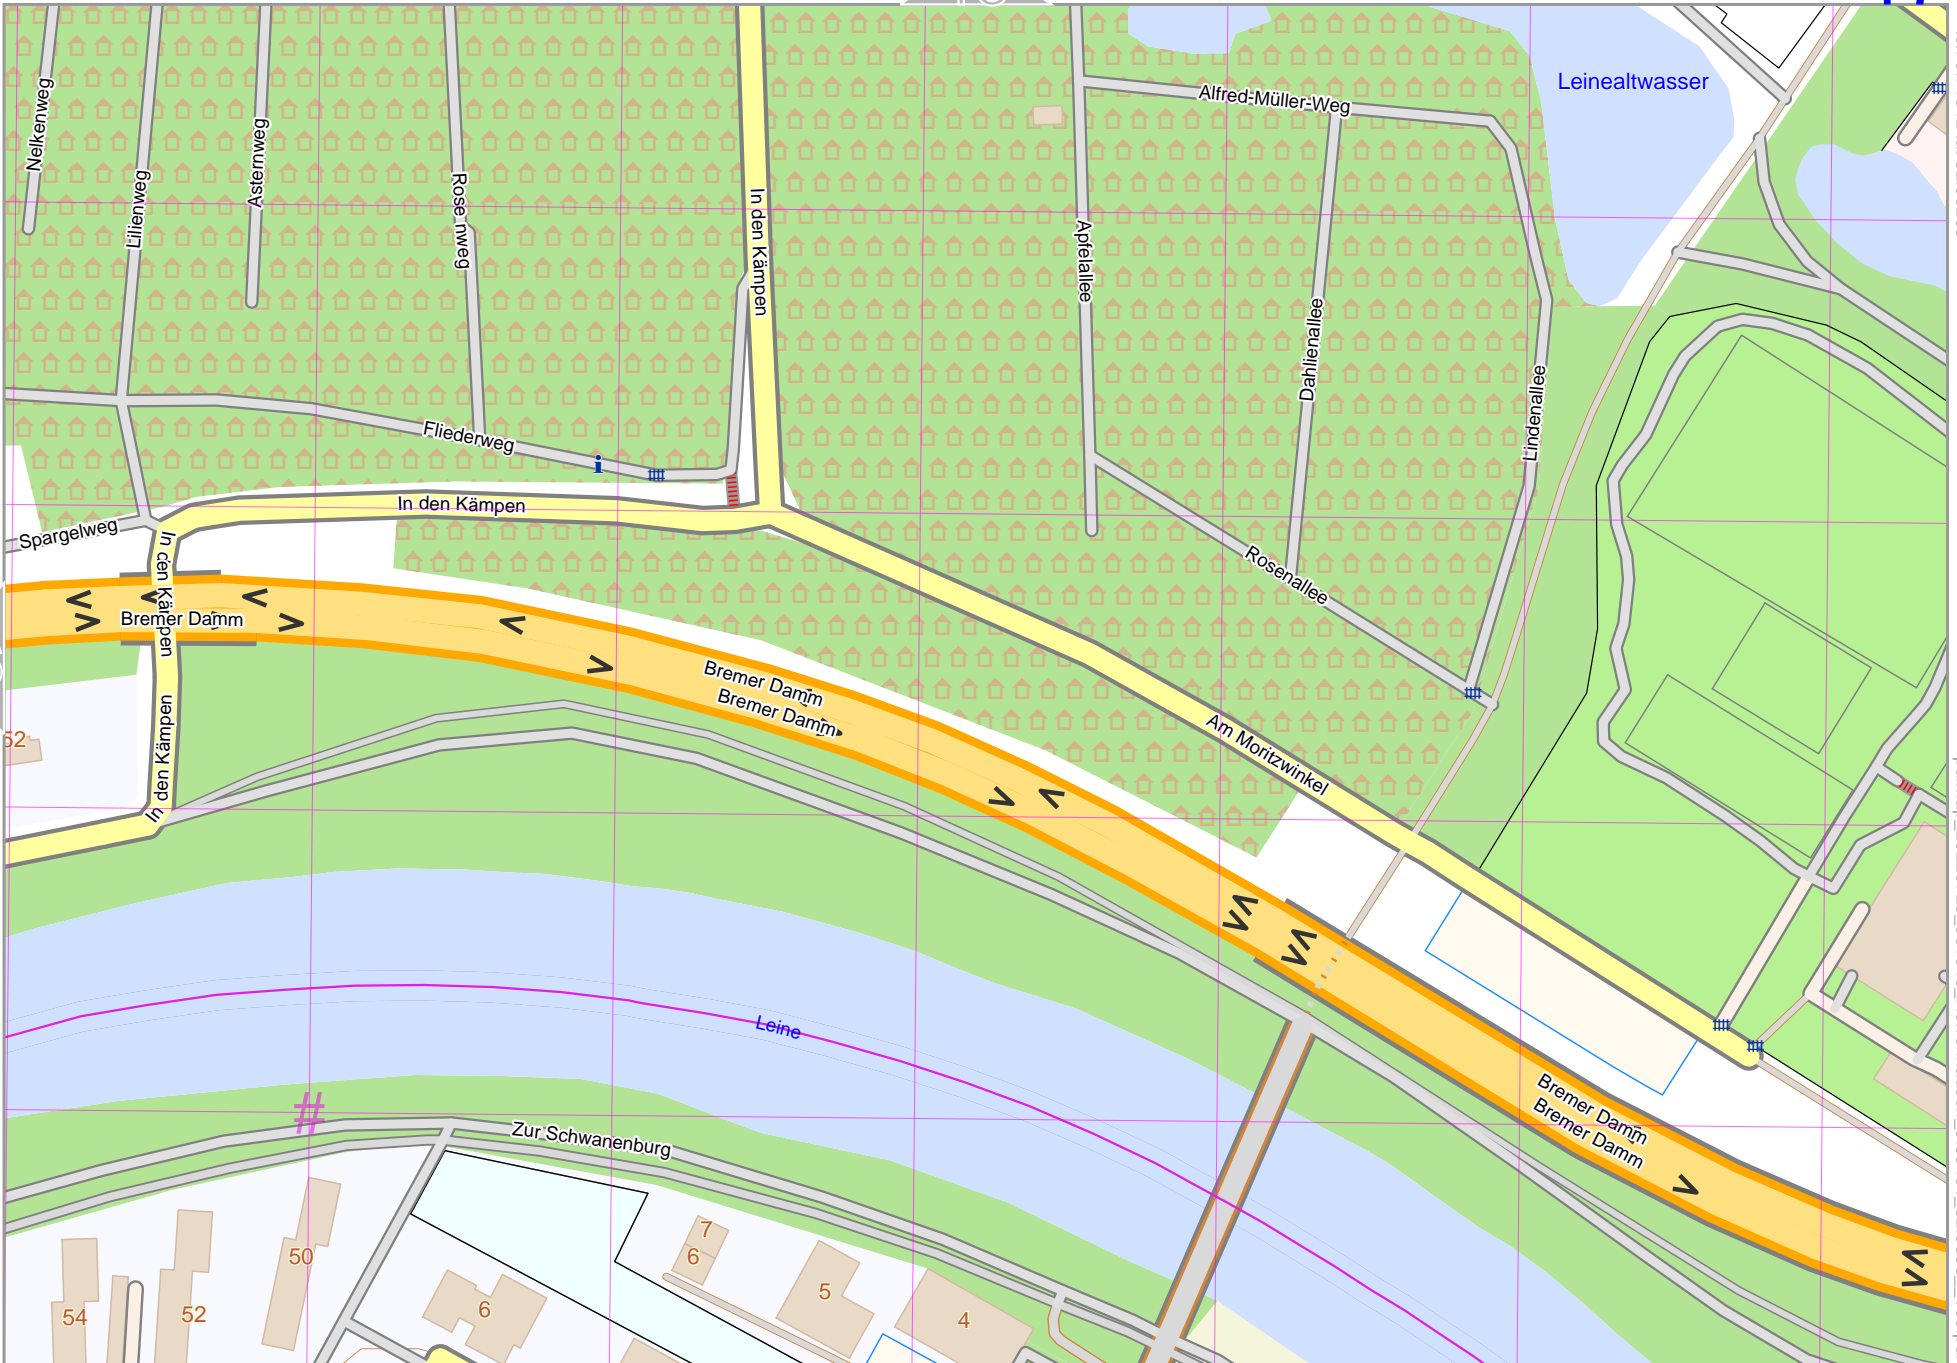 Leinealtwasser
Alfred-Müller-Weg
Nelkenweg
Lilienweg
Asternweg
Rosenweg
In den Kämpen
Apfelallee
Dahlienallee
Lindenallee
Fliederweg
i
In den Kämpen
Spargelweg
In den Kämpen
Bremer Damm
Rosenallee
Bremer Damm
Bremer Damm
Am Moritzwinkel
In den Kämpen
52
Leine
Bremer Damm
Bremer Damm
#
Zur Schwanenburg
7
6
50
5
6
52
54
4